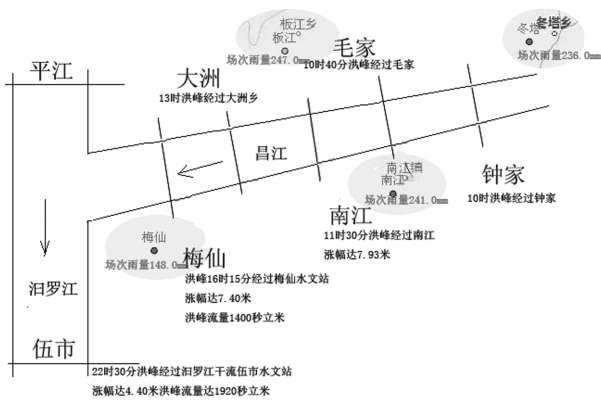 板江乡
板江
场次雨量247.0mm
毛家
10时40分洪峰经过毛家
冬塔
冬塔乡
场次雨量236.0mm
平江
大洲
13时洪峰经过大洲乡
昌江
南江镇
南江
场次雨量241.0mm
钟家
10时洪峰经过钟家
南江
11时30分洪峰经过南江
涨幅达7.93米
梅仙
场次雨量148.0mm
梅仙
洪峰16时15分经过梅仙水文站
涨幅达7.40米
洪峰流量1400秒立米
汨罗江
伍市
22时30分洪峰经过汨罗江干流伍市水文站
涨幅达4.40米洪峰流量达1920秒立米